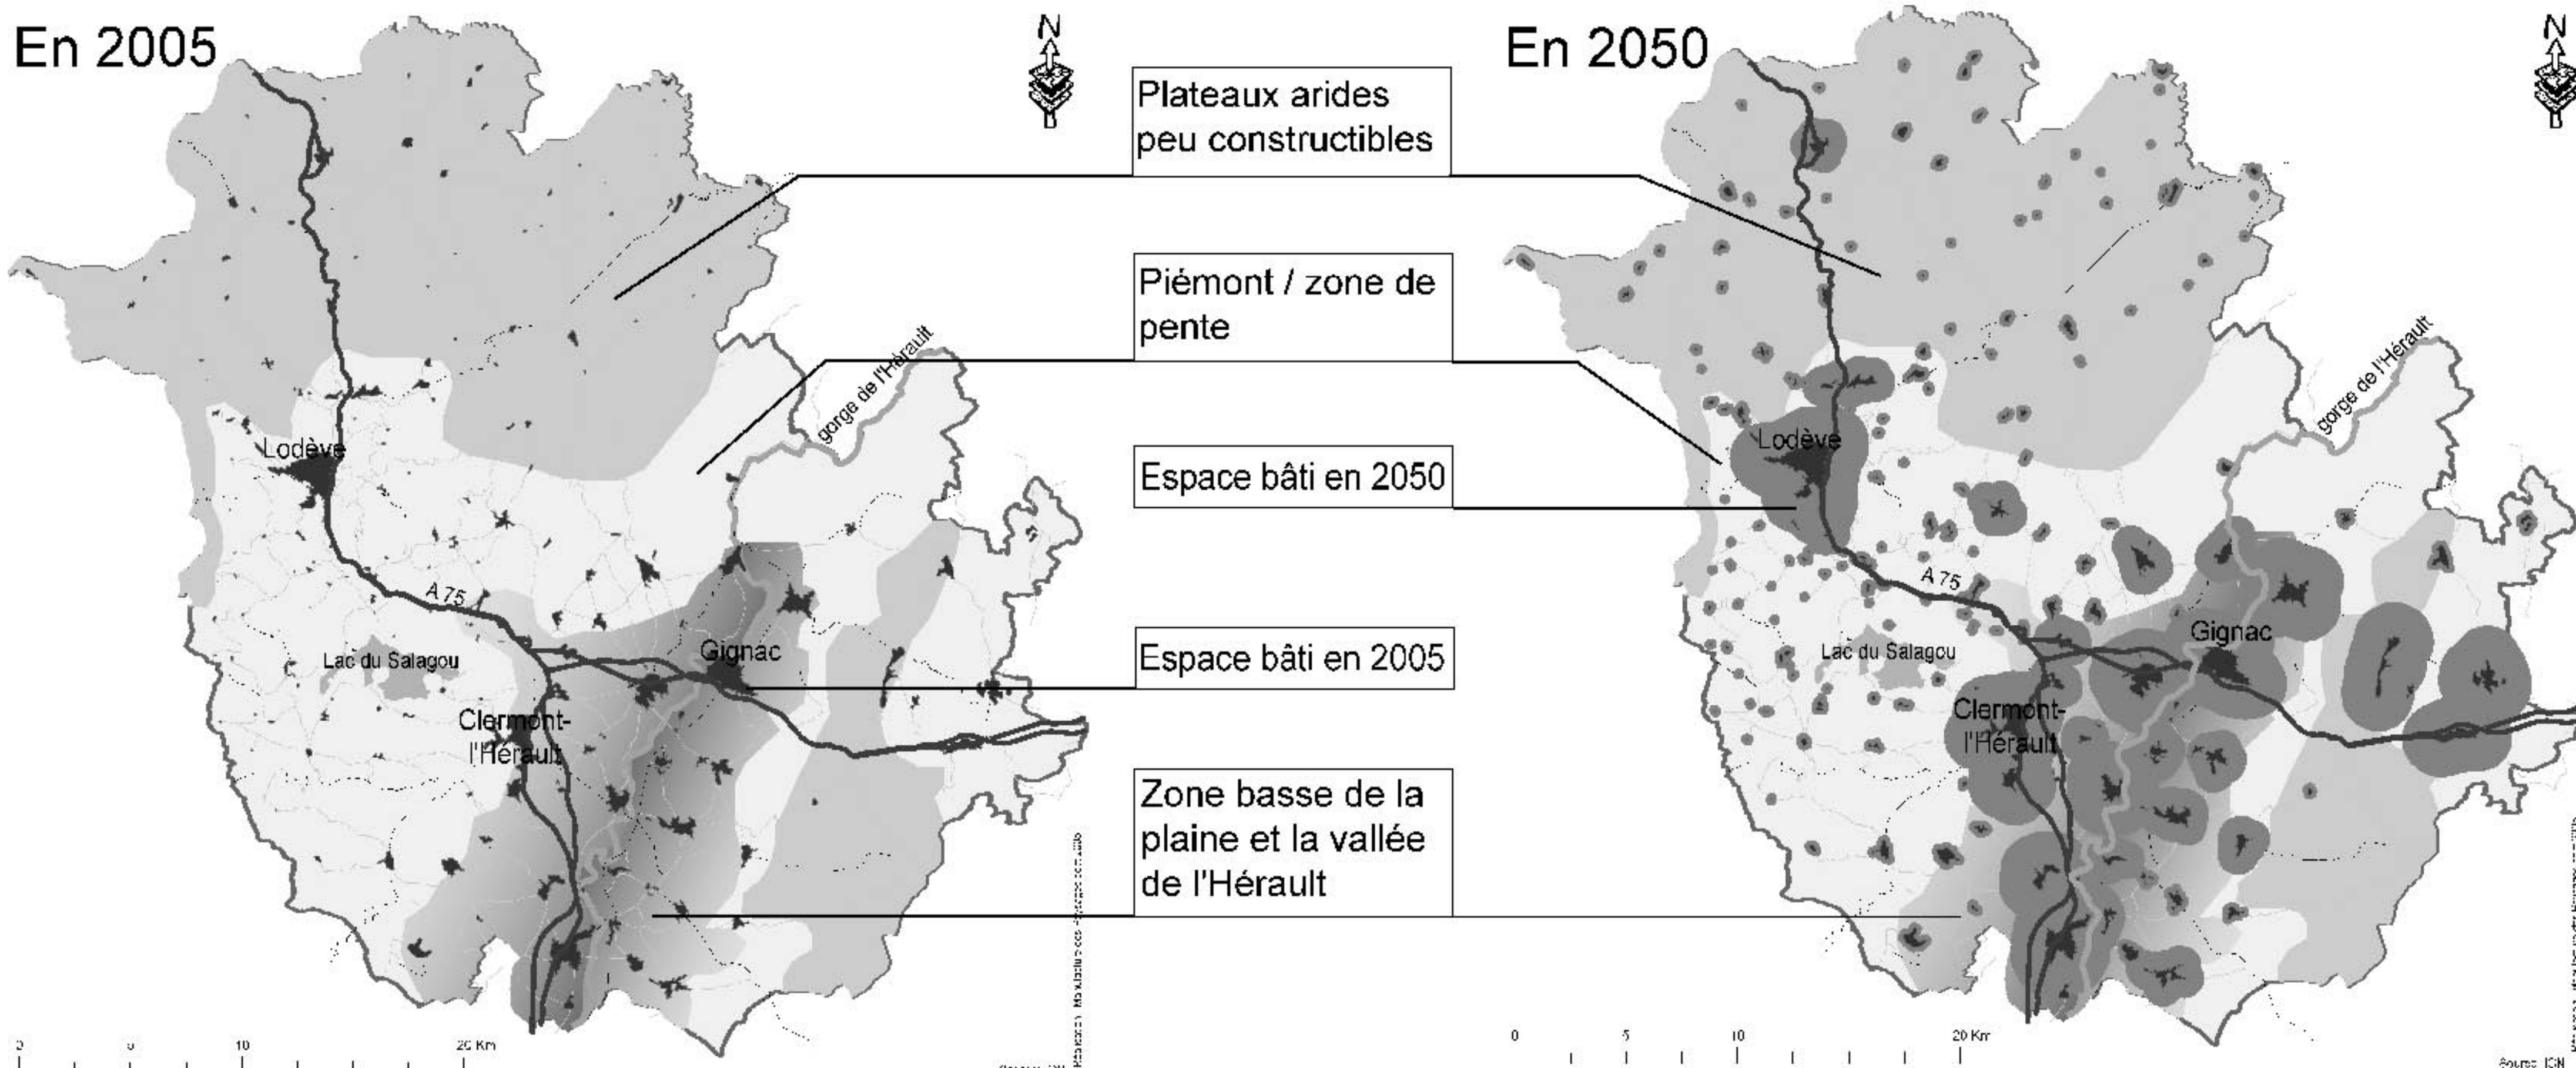 En 2005
N
Plateaux arides
peu constructibles
Piémont / zone de
pente
Espace bâti en 2050
Espace bâti en 2005
Zone basse de la
plaine et la vallée
de l'Hérault
gorge de l'Hérault
Lodève
A 75
Lac du Salagou
Gignac
Clermont-
l'Hérault
10
20 Km
En 2050
N
gorge de l'Hérault
Lodève
A 75
Lac du Salagou
Gignac
Clermont-
l'Hérault
0
5
10
20 Km
Source IGN